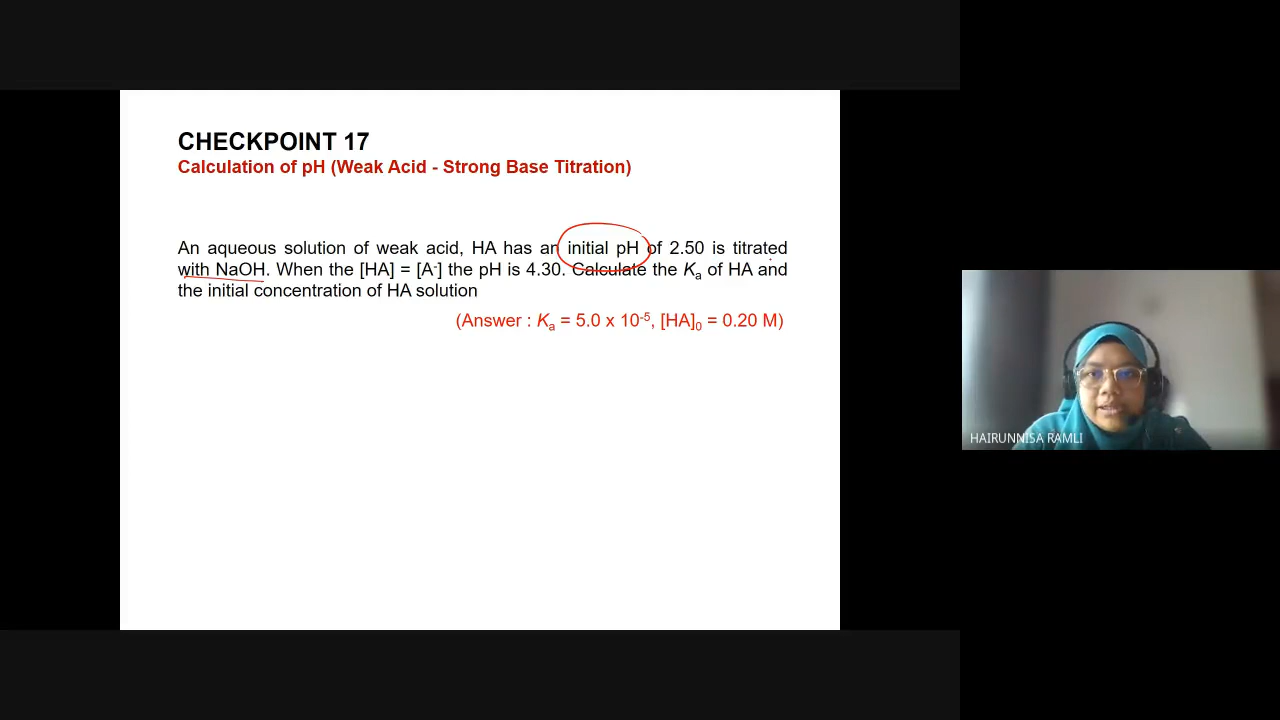 CHECKPOINT 17
Calculation of pH (Weak Acid - Strong Base Titration)
An aqueous solution of weak acid, HA has an initial pH of 2.50 is titrated
with NaOH. When the [HA] = [A-] the pH is 4.30. Calculate the Ka of HA and
the initial concentration of HA solution
(Answer : Ka = 5.0 x 10-5, [HA]0 = 0.20 M)
HAIRUNNISA RAMLI